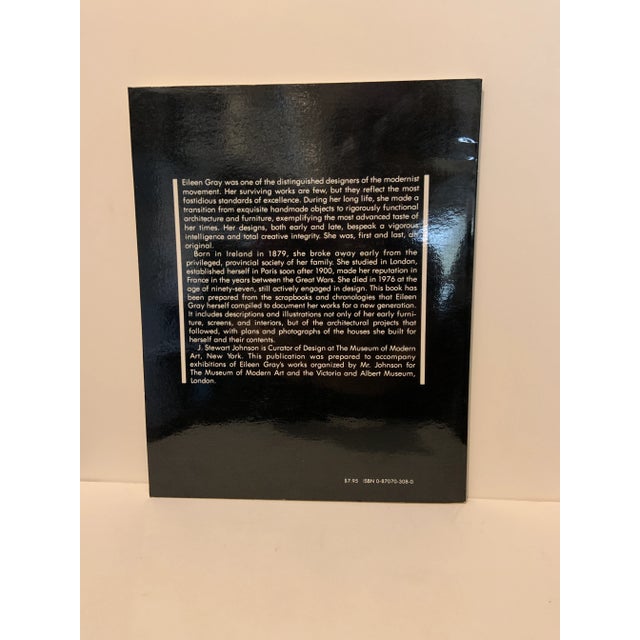 Eileen Gray was one of the distinguished designers of the modernist
movement. Her surviving works are few, but they reflect the most
fastidious standards of excellence. During her long life, she made a
transition from exquisite handmade objects to rigorously functional
architecture and furniture, exemplifying the most advanced taste of
her times. Her designs, both early and late, bespeak a vigorous
intelligence and total creative integrity. She was, first and last, an
original.
Born in Ireland in 1879, she broke away early from the
privileged, provincial society of her family. She studied in London,
established herself in Paris soon after 1900, made her reputation in
France in the years between the Great Wars. She died in 1976 at the
age of ninety-seven, still actively engaged in design. This book has
been prepared from the scrapbooks and chronologies that Eileen
Gray herself compiled to document her works for a new generation.
It includes descriptions and illustrations not only of her early furni-
ture, screens, and interiors, but of the architectural projects that
followed, with plans and photographs of the houses she built for
herself and their contents.
J. Stewart Johnson is Curator of Design at The Museum of Modern
Art, New York. This publication was prepared to accompany
exhibitions of Eileen Gray's works organized by Mr. Johnson for
The Museum of Modern Art and the Victoria and Albert Museum,
London.
$7.95 ISBN 0-87070-308-0